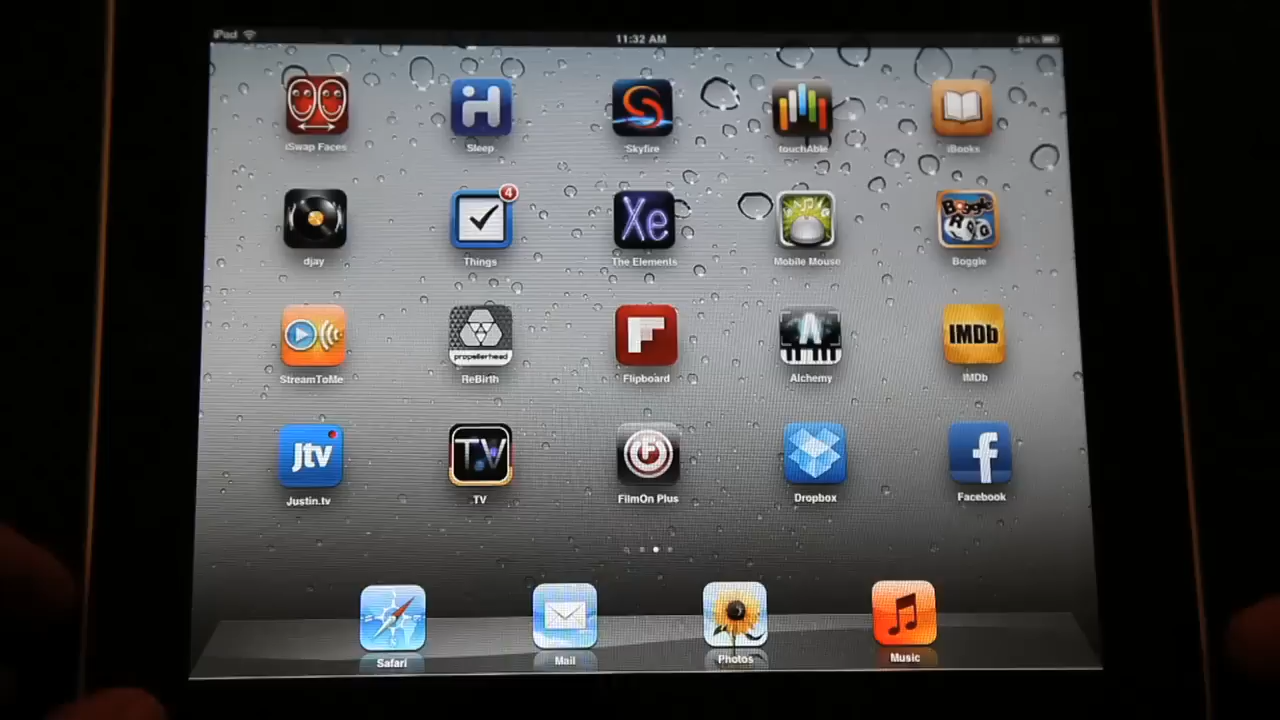 iPad 11:32 AM 84%
iSwap Faces Sleep Skyfire touchAble iBooks
4
Xe
Boggle
djay Things The Elements Mobile Mouse Boggle
propellerhead
IMDb
StreamToMe ReBirth Flipboard Alchemy IMDb
Jtv TV F f
Justin.tv .TV FilmOn Plus Dropbox Facebook
Safari Mail Photos Music